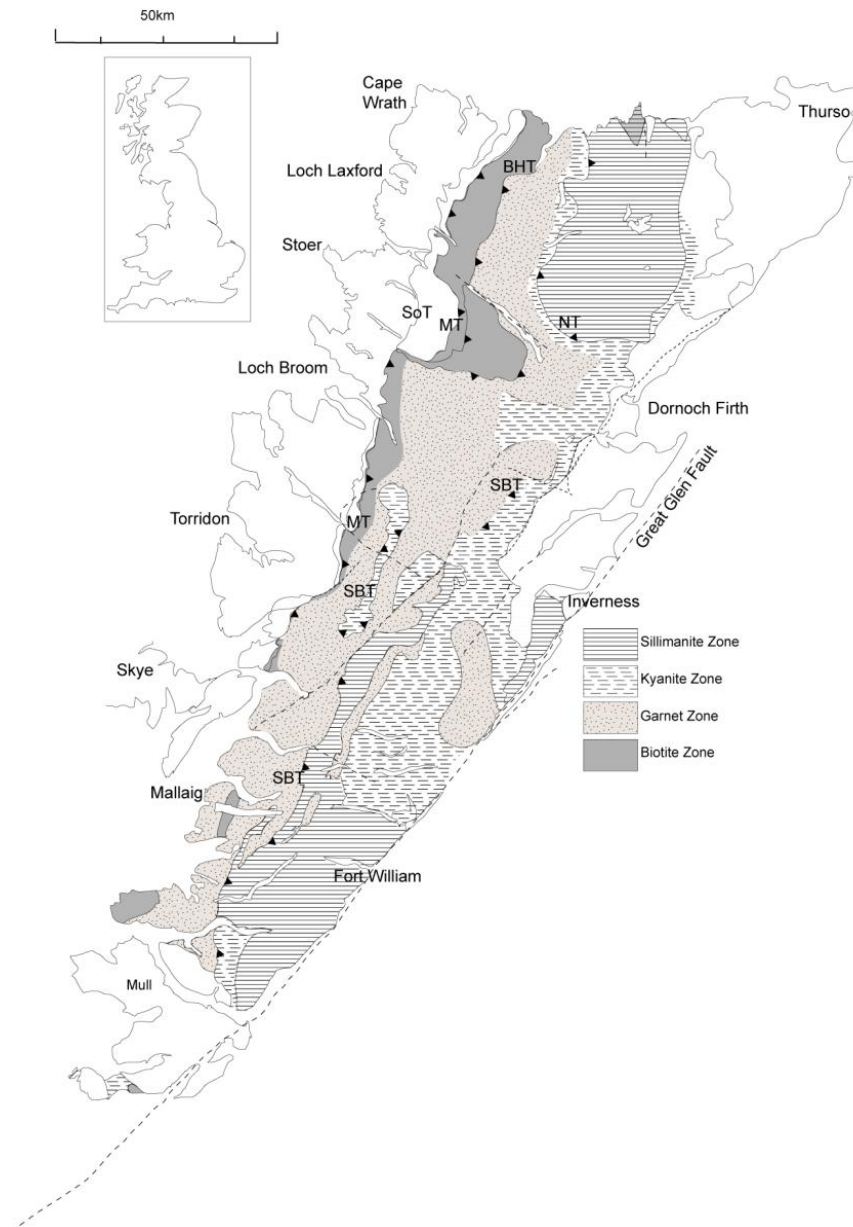 50km
Cape
Wrath
Thurso
Loch Laxford
BHT
Stoer
SoT
MT
NT
Loch Broom
Dornoch Firth
SBT
Great Glen Fault
Torridon
MT
SBT
Inverness
Sillimanite Zone
Skye
Kyanite Zone
Garnet Zone
Biotite Zone
SBT
Mallaig
Fort William
Mull